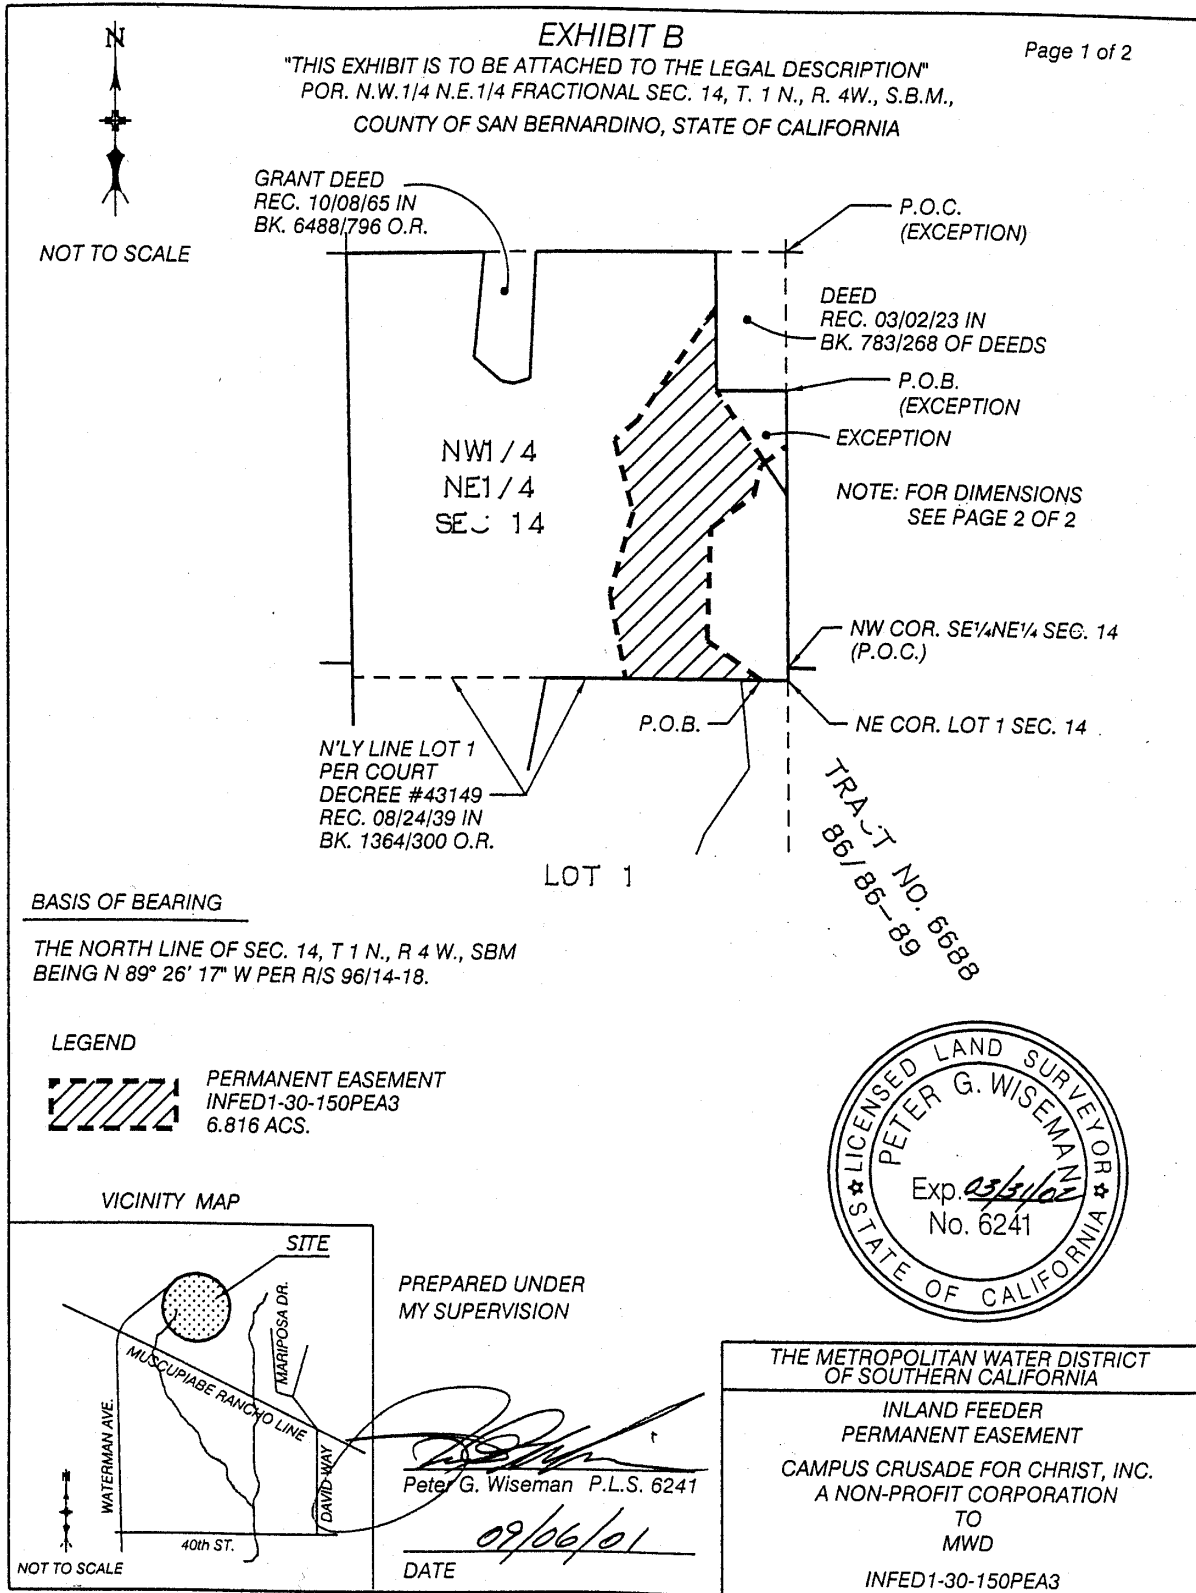 EXHIBIT B
Page 1 of 2
"THIS EXHIBIT IS TO BE ATTACHED TO THE LEGAL DESCRIPTION"
POR. N.W.1/4 N.E.1/4 FRACTIONAL SEC. 14, T. 1 N., R. 4W., S.B.M.,
COUNTY OF SAN BERNARDINO, STATE OF CALIFORNIA
N
NOT TO SCALE
GRANT DEED
REC. 10/08/65 IN
BK. 6488/796 O.R.
P.O.C.
(EXCEPTION)
DEED
REC. 03/02/23 IN
BK. 783/268 OF DEEDS
P.O.B.
(EXCEPTION
EXCEPTION
NW1/4
NE1/4
SEC 14
NOTE: FOR DIMENSIONS
SEE PAGE 2 OF 2
NW COR. SE¼NE¼ SEC. 14
(P.O.C.)
P.O.B.
NE COR. LOT 1 SEC. 14
N'LY LINE LOT 1
PER COURT
DECREE #43149
REC. 08/24/39 IN
BK. 1364/300 O.R.
LOT 1
TRACT NO. 6688
86/86-89
BASIS OF BEARING
THE NORTH LINE OF SEC. 14, T 1 N., R 4 W., SBM
BEING N 89° 26' 17" W PER R/S 96/14-18.
LEGEND
PERMANENT EASEMENT
INFED1-30-150PEA3
6.816 ACS.
LICENSED LAND SURVEYOR
PETER G. WISEMAN
Exp. 03/31/02
No. 6241
STATE OF CALIFORNIA
VICINITY MAP
SITE
MARIPOSA DR.
MUSCUPIABE RANCHO LINE
WATERMAN AVE.
DAVID WAY
40th ST.
N
NOT TO SCALE
PREPARED UNDER
MY SUPERVISION
Peter G. Wiseman P.L.S. 6241
09/06/01
DATE
THE METROPOLITAN WATER DISTRICT
OF SOUTHERN CALIFORNIA
INLAND FEEDER
PERMANENT EASEMENT
CAMPUS CRUSADE FOR CHRIST, INC.
A NON-PROFIT CORPORATION
TO
MWD
INFED1-30-150PEA3